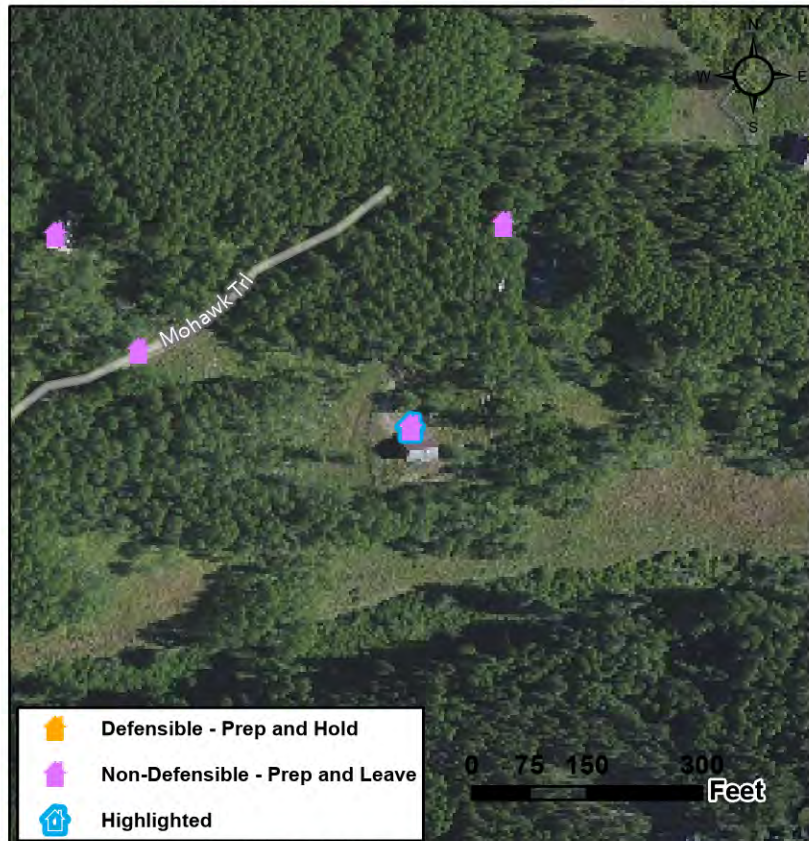 N
W E
S
Mohawk Trl
Defensible - Prep and Hold
Non-Defensible - Prep and Leave
Highlighted
0 75 150 300
Feet